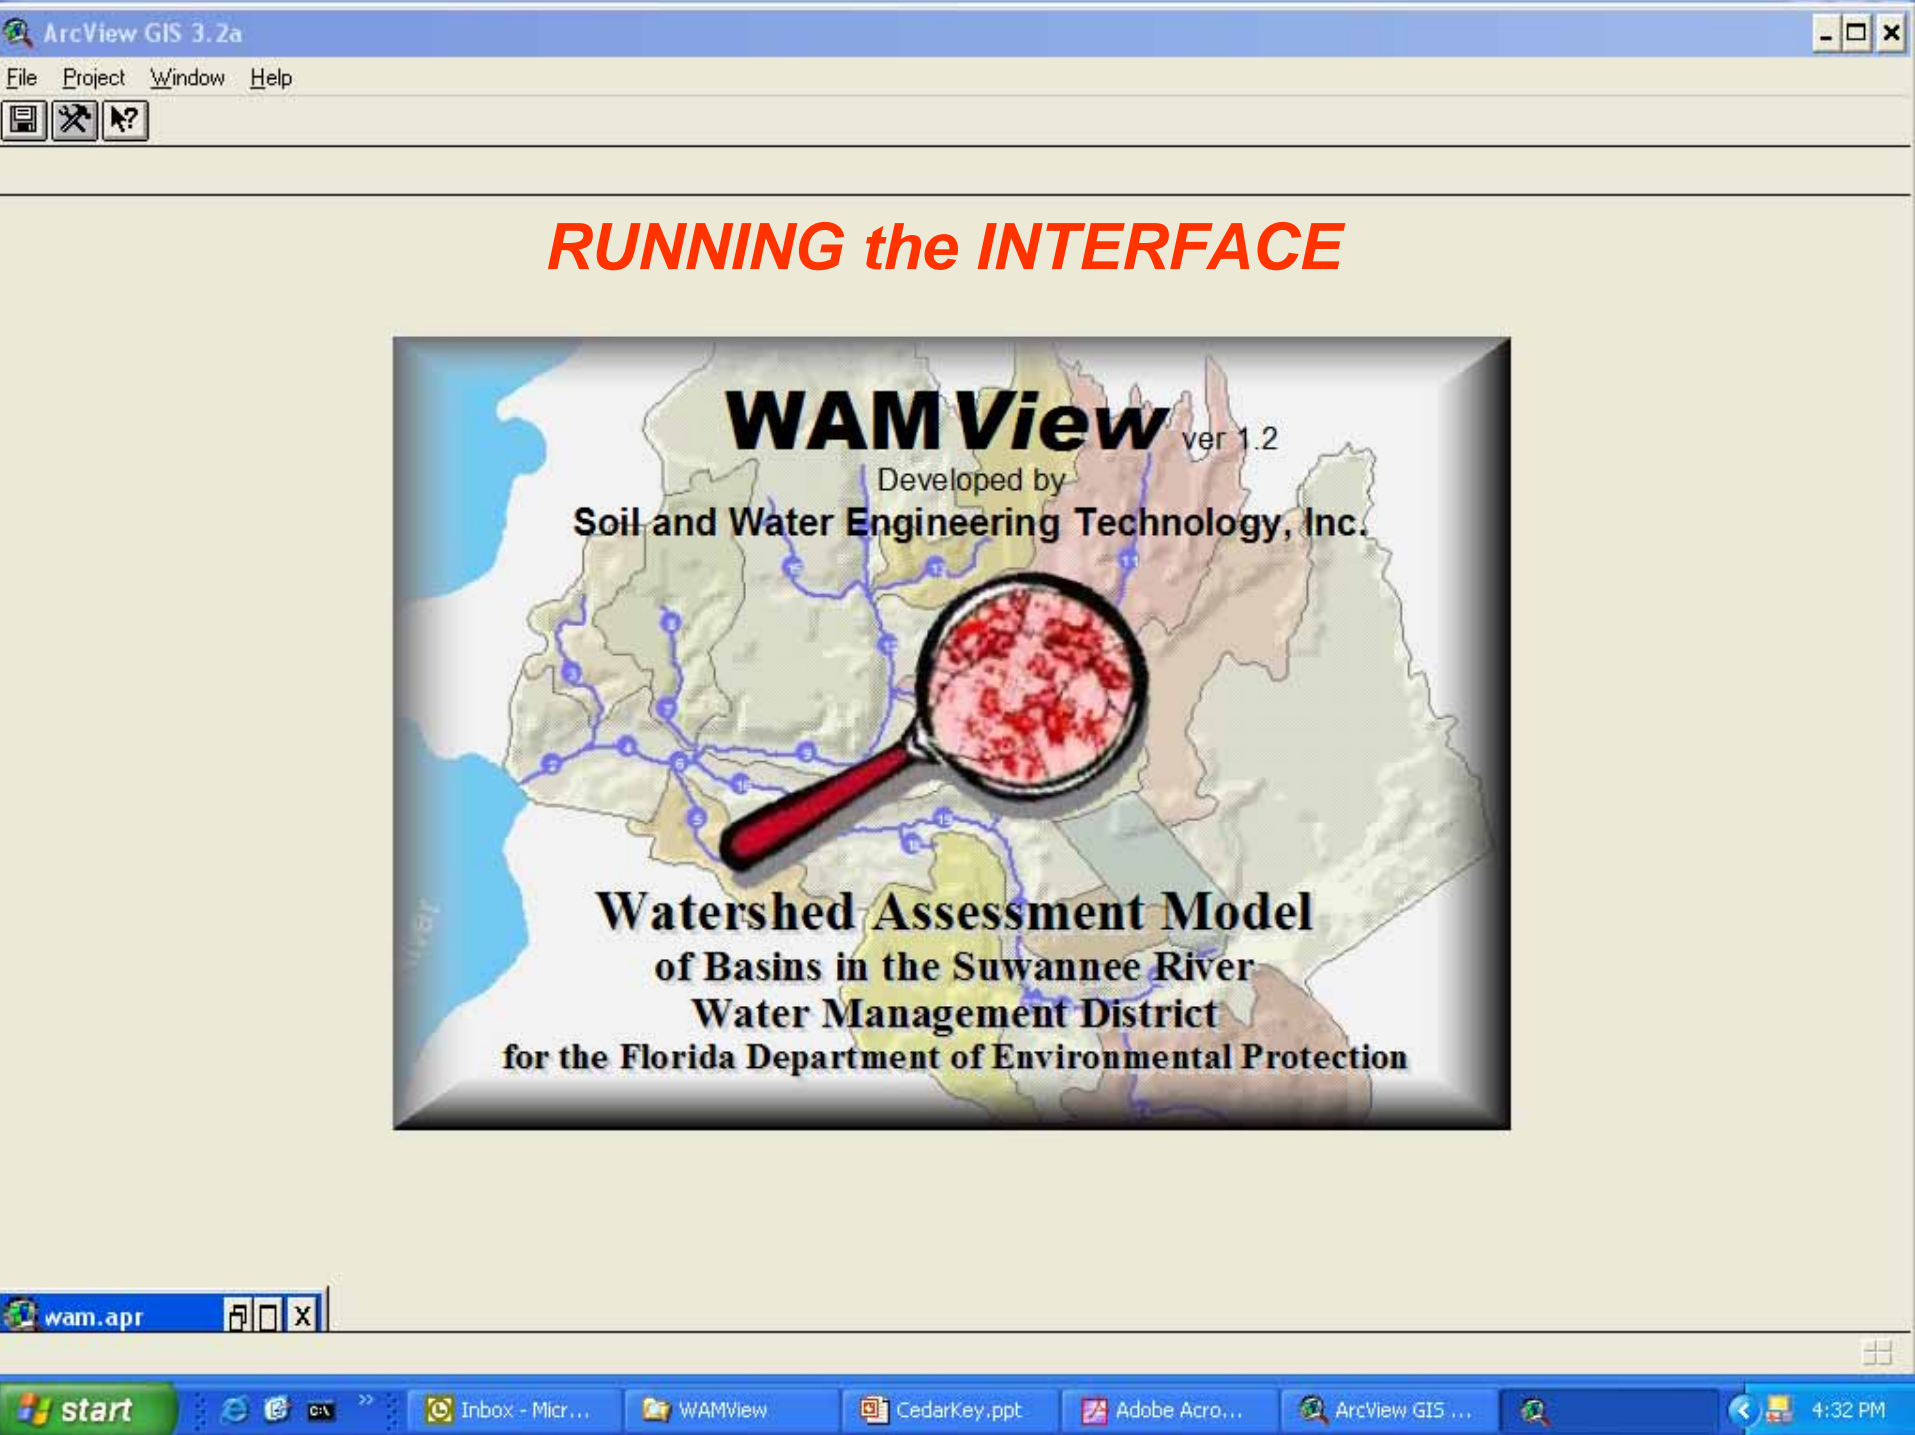 ArcView GIS 3.2a
File Project Window Help
RUNNING the INTERFACE
WAMView ver 1.2
Developed by
Soil and Water Engineering Technology, Inc.
Watershed Assessment Model
of Basins in the Suwannee River
Water Management District
for the Florida Department of Environmental Protection
wam.apr
start
Inbox - Micr...
WAMView
CedarKey.ppt
Adobe Acro...
ArcView GIS ...
4:32 PM